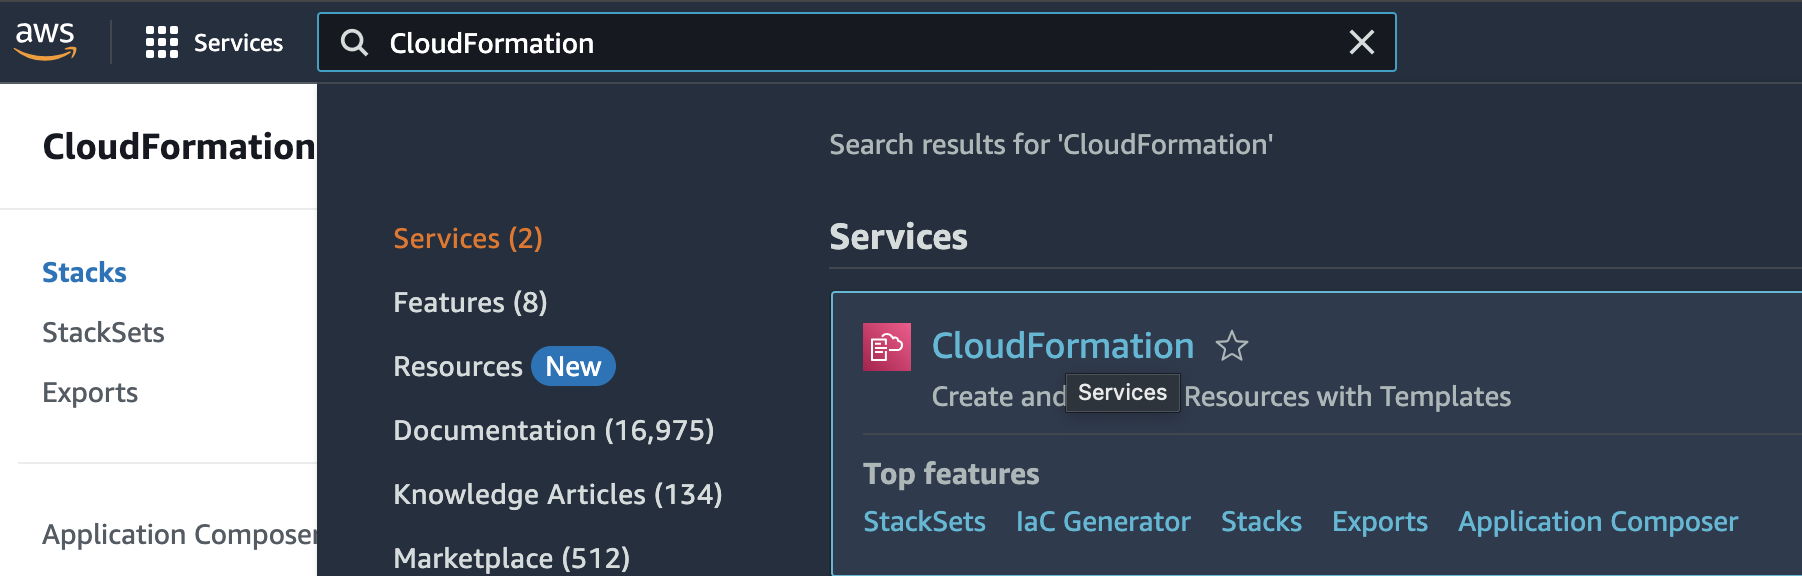 aws
Services
CloudFormation
CloudFormation
Stacks
StackSets
Exports
Application Composer
Search results for 'CloudFormation'
Services (2)
Features (8)
Resources New
Documentation (16,975)
Knowledge Articles (134)
Marketplace (512)
Services
CloudFormation
Create and Resources with Templates
Services
Top features
StackSets IaC Generator Stacks Exports Application Composer